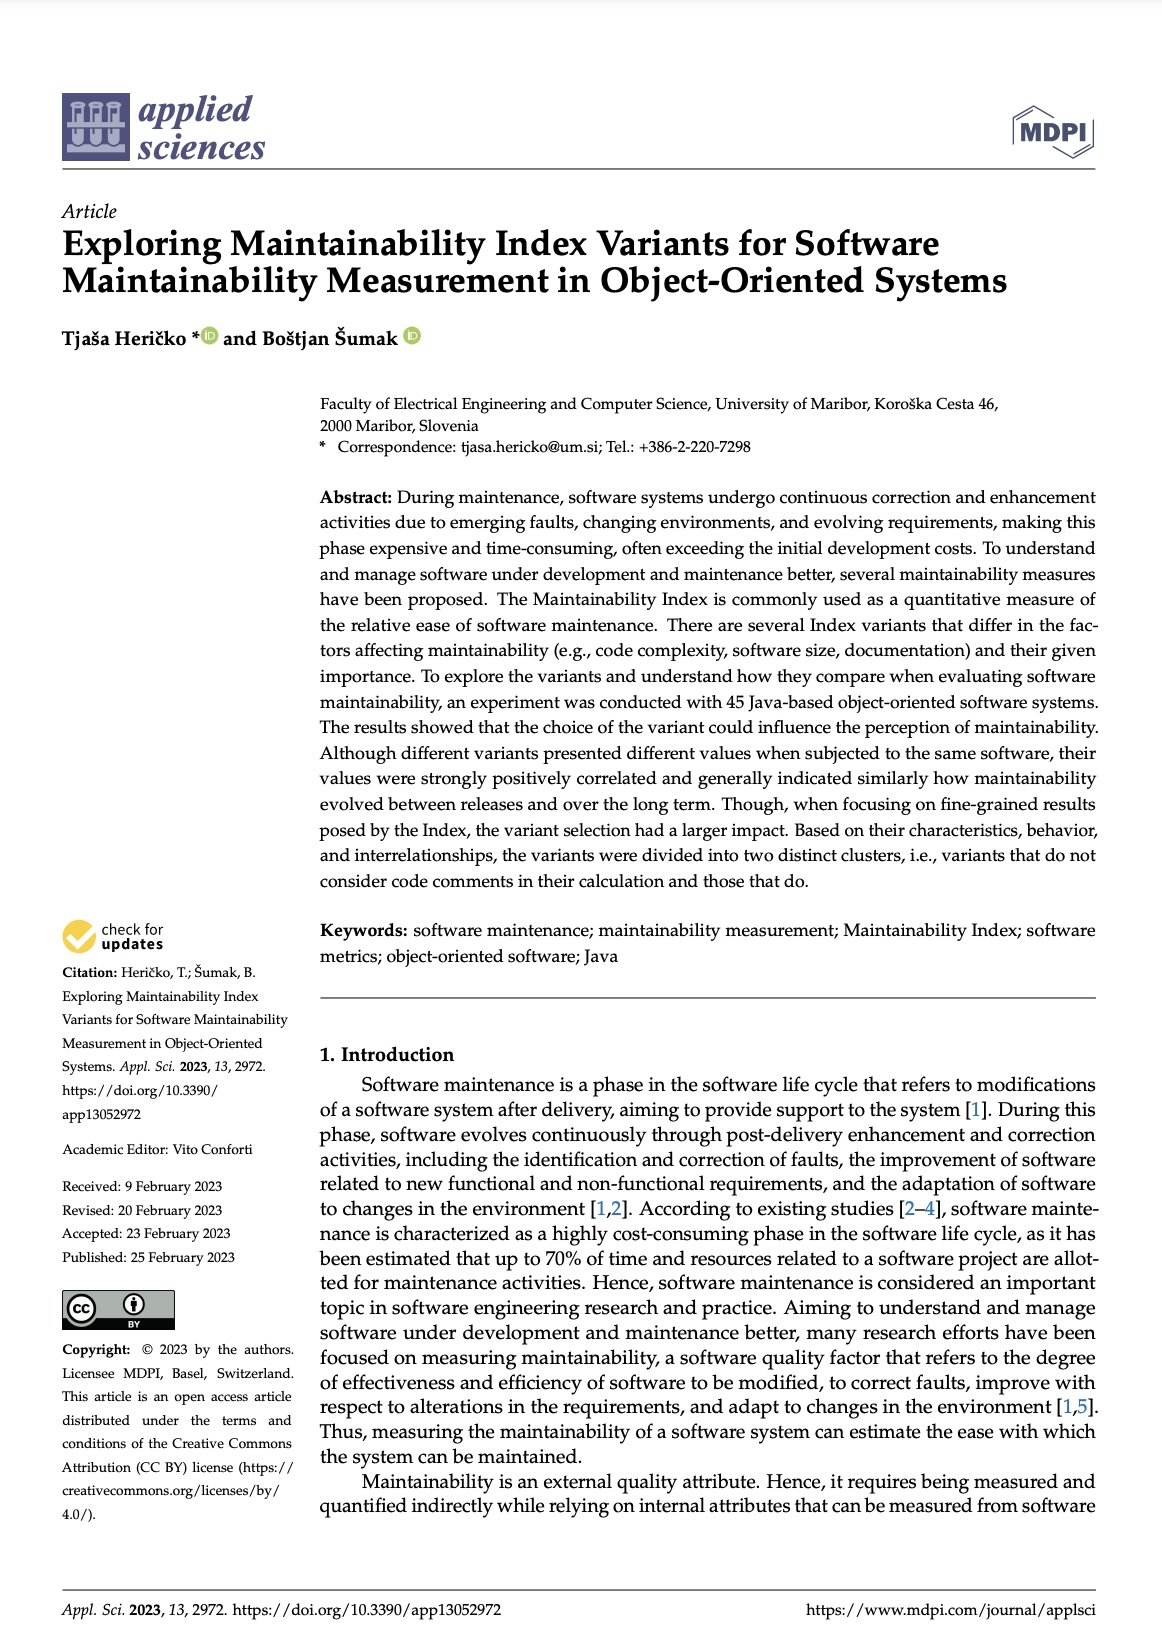 applied
sciences
MDPI
Article
Exploring Maintainability Index Variants for Software
Maintainability Measurement in Object-Oriented Systems
Tjaša Heričko * iD and Boštjan Šumak iD
Faculty of Electrical Engineering and Computer Science, University of Maribor, Koroška Cesta 46,
2000 Maribor, Slovenia
* Correspondence: tjasa.hericko@um.si; Tel.: +386-2-220-7298
Abstract: During maintenance, software systems undergo continuous correction and enhancement
activities due to emerging faults, changing environments, and evolving requirements, making this
phase expensive and time-consuming, often exceeding the initial development costs. To understand
and manage software under development and maintenance better, several maintainability measures
have been proposed. The Maintainability Index is commonly used as a quantitative measure of
the relative ease of software maintenance. There are several Index variants that differ in the fac-
tors affecting maintainability (e.g., code complexity, software size, documentation) and their given
importance. To explore the variants and understand how they compare when evaluating software
maintainability, an experiment was conducted with 45 Java-based object-oriented software systems.
The results showed that the choice of the variant could influence the perception of maintainability.
Although different variants presented different values when subjected to the same software, their
values were strongly positively correlated and generally indicated similarly how maintainability
evolved between releases and over the long term. Though, when focusing on fine-grained results
posed by the Index, the variant selection had a larger impact. Based on their characteristics, behavior,
and interrelationships, the variants were divided into two distinct clusters, i.e., variants that do not
consider code comments in their calculation and those that do.
Keywords: software maintenance; maintainability measurement; Maintainability Index; software
metrics; object-oriented software; Java
check for
updates
Citation: Heričko, T.; Šumak, B.
Exploring Maintainability Index
Variants for Software Maintainability
Measurement in Object-Oriented
Systems. Appl. Sci. 2023, 13, 2972.
https://doi.org/10.3390/
app13052972
Academic Editor: Vito Conforti
Received: 9 February 2023
Revised: 20 February 2023
Accepted: 23 February 2023
Published: 25 February 2023
cc
BY
Copyright: © 2023 by the authors.
Licensee MDPI, Basel, Switzerland.
This article is an open access article
distributed under the terms and
conditions of the Creative Commons
Attribution (CC BY) license (https://
creativecommons.org/licenses/by/
4.0/).
1. Introduction
Software maintenance is a phase in the software life cycle that refers to modifications
of a software system after delivery, aiming to provide support to the system [1]. During this
phase, software evolves continuously through post-delivery enhancement and correction
activities, including the identification and correction of faults, the improvement of software
related to new functional and non-functional requirements, and the adaptation of software
to changes in the environment [1,2]. According to existing studies [2–4], software mainte-
nance is characterized as a highly cost-consuming phase in the software life cycle, as it has
been estimated that up to 70% of time and resources related to a software project are allot-
ted for maintenance activities. Hence, software maintenance is considered an important
topic in software engineering research and practice. Aiming to understand and manage
software under development and maintenance better, many research efforts have been
focused on measuring maintainability, a software quality factor that refers to the degree
of effectiveness and efficiency of software to be modified, to correct faults, improve with
respect to alterations in the requirements, and adapt to changes in the environment [1,5].
Thus, measuring the maintainability of a software system can estimate the ease with which
the system can be maintained.
Maintainability is an external quality attribute. Hence, it requires being measured and
quantified indirectly while relying on internal attributes that can be measured from software
Appl. Sci. 2023, 13, 2972. https://doi.org/10.3390/app13052972
https://www.mdpi.com/journal/applsci